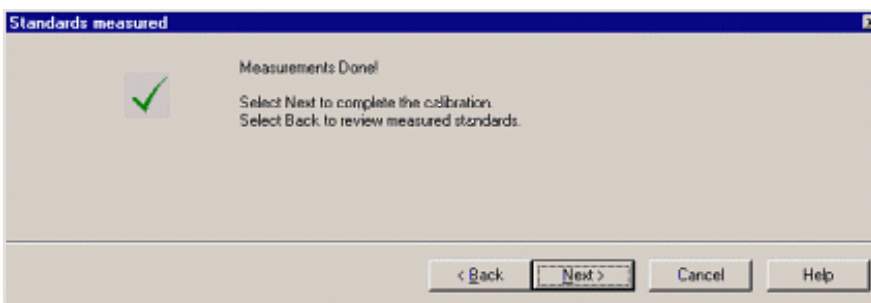 Standards measured
Measurements Done!
Select Next to complete the calibration.
Select Back to review measured standards.
< Back
Next >
Cancel
Help